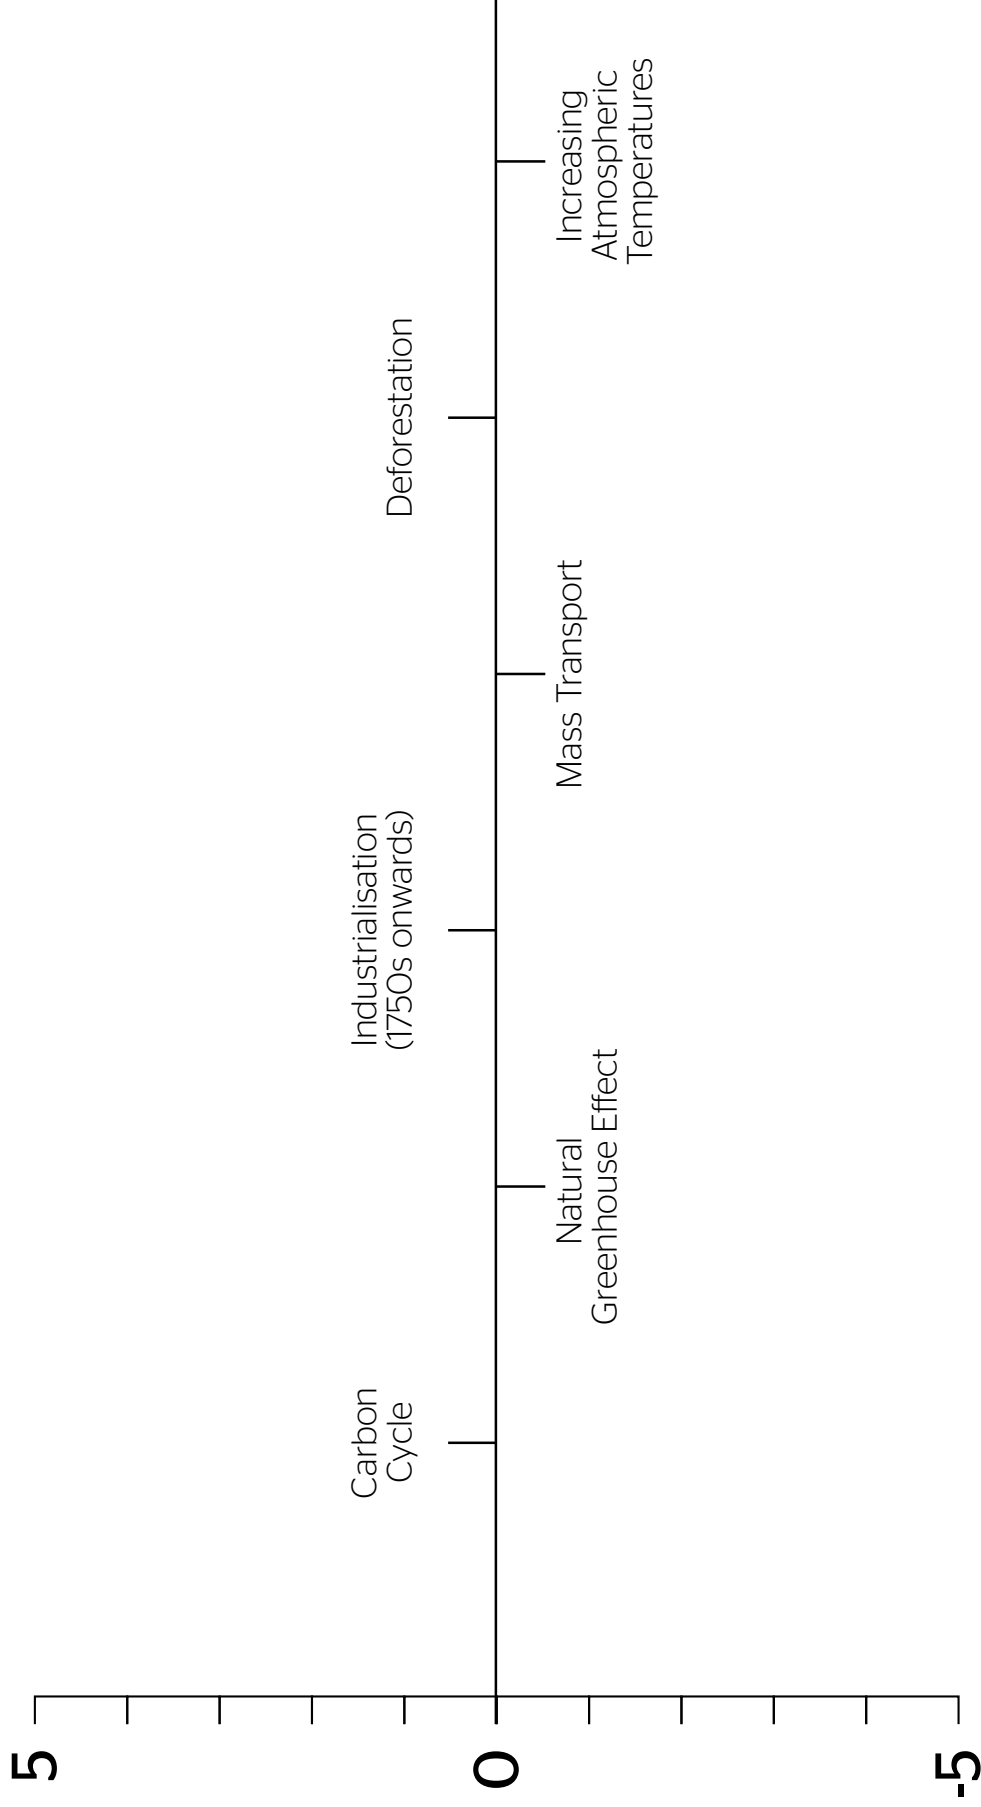 5
0
-5
Carbon
Cycle
Natural
Greenhouse Effect
Industrialisation
(1750s onwards)
Mass Transport
Deforestation
Increasing
Atmospheric
Temperatures